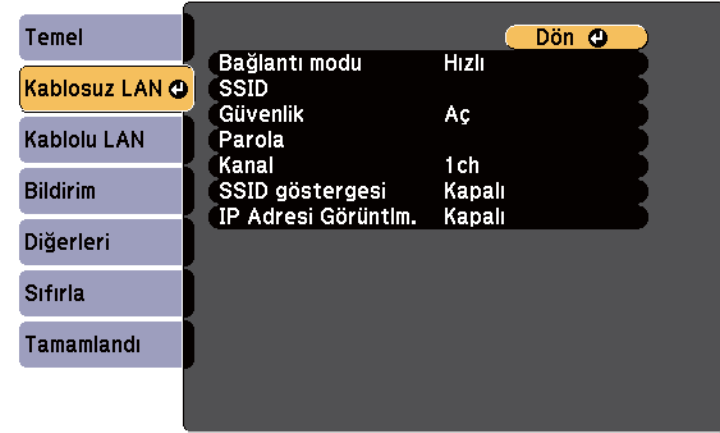 Temel
Kablosuz LAN
Kablolu LAN
Bildirim
Diğerleri
Sıfırla
Tamamlandı
Dön
Bağlantı modu Hızlı
SSID
Güvenlik Aç
Parola
Kanal 1ch
SSID göstergesi Kapalı
IP Adresi Görüntlm. Kapalı